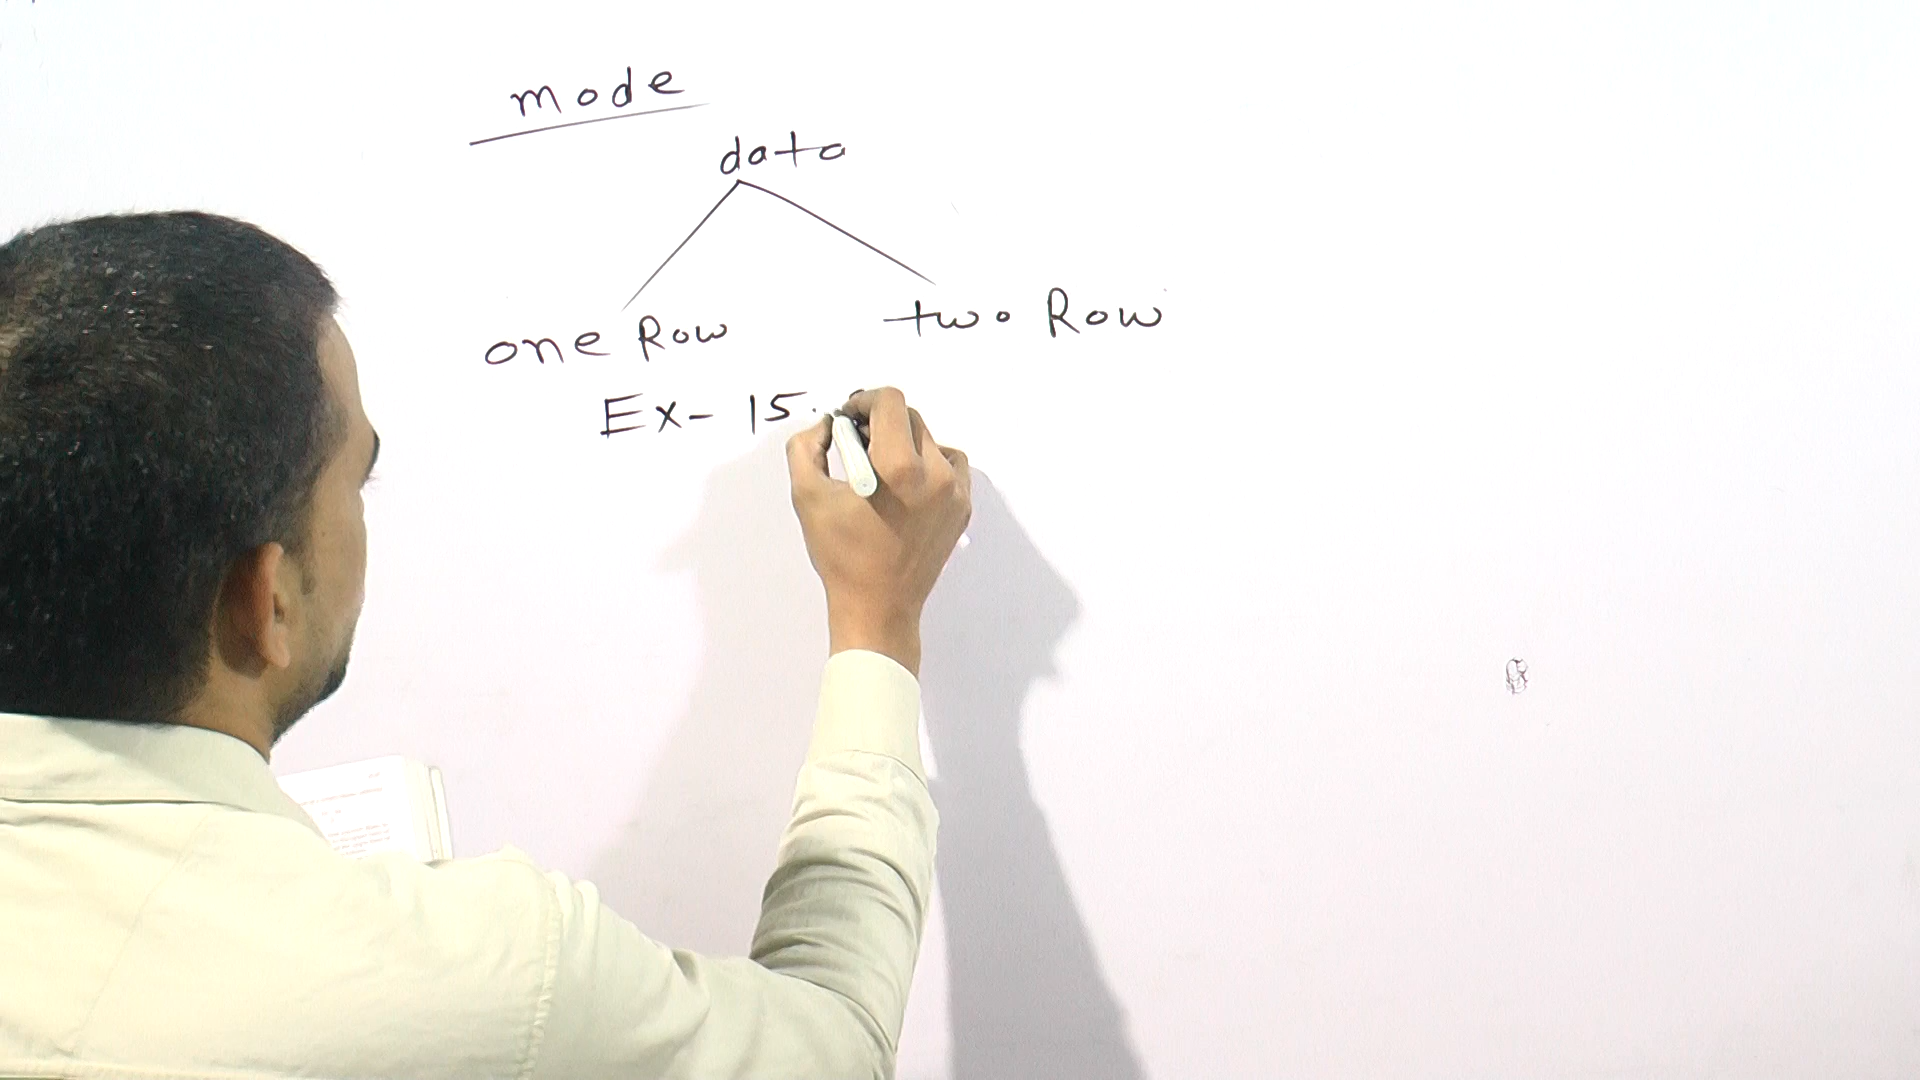 mode
data
one Row two Row
Ex- 15.